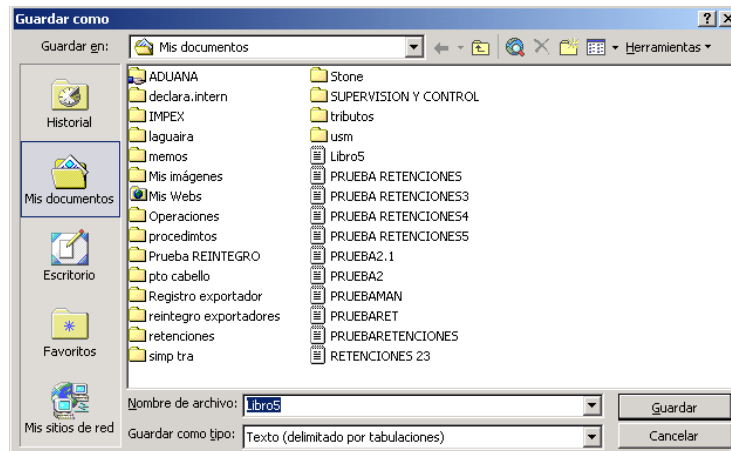 Guardar como
Guardar en: Mis documentos Herramientas
Historial
Mis documentos
Escritorio
Favoritos
Mis sitios de red
ADUANA
declara.intern
IMPEX
laguaira
memos
Mis imágenes
Mis Webs
Operaciones
procedimtos
Prueba REINTEGRO
pto cabello
Registro exportador
reintegro exportadores
retenciones
simp tra
Stone
SUPERVISION Y CONTROL
tributos
usm
Libro5
PRUEBA RETENCIONES
PRUEBA RETENCIONES3
PRUEBA RETENCIONES4
PRUEBA RETENCIONES5
PRUEBA2.1
PRUEBA2
PRUEBAMAN
PRUEBARET
PRUEBARETENCIONES
RETENCIONES 23
Nombre de archivo: Libro5 Guardar
Guardar como tipo: Texto (delimitado por tabulaciones) Cancelar